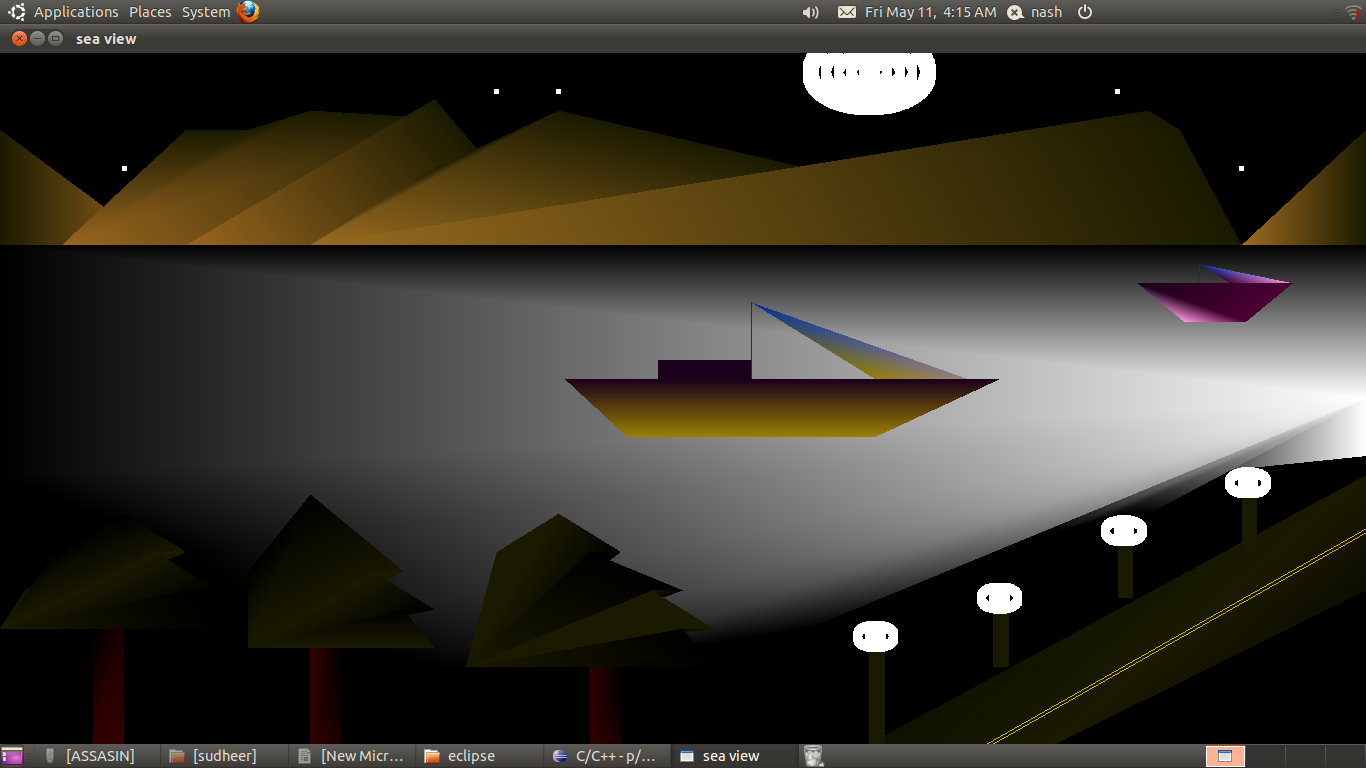 Applications Places System Fri May 11, 4:15 AM nash
sea view
[ASSASIN] [sudheer] [New Micr... eclipse C/C++ - p/... sea view